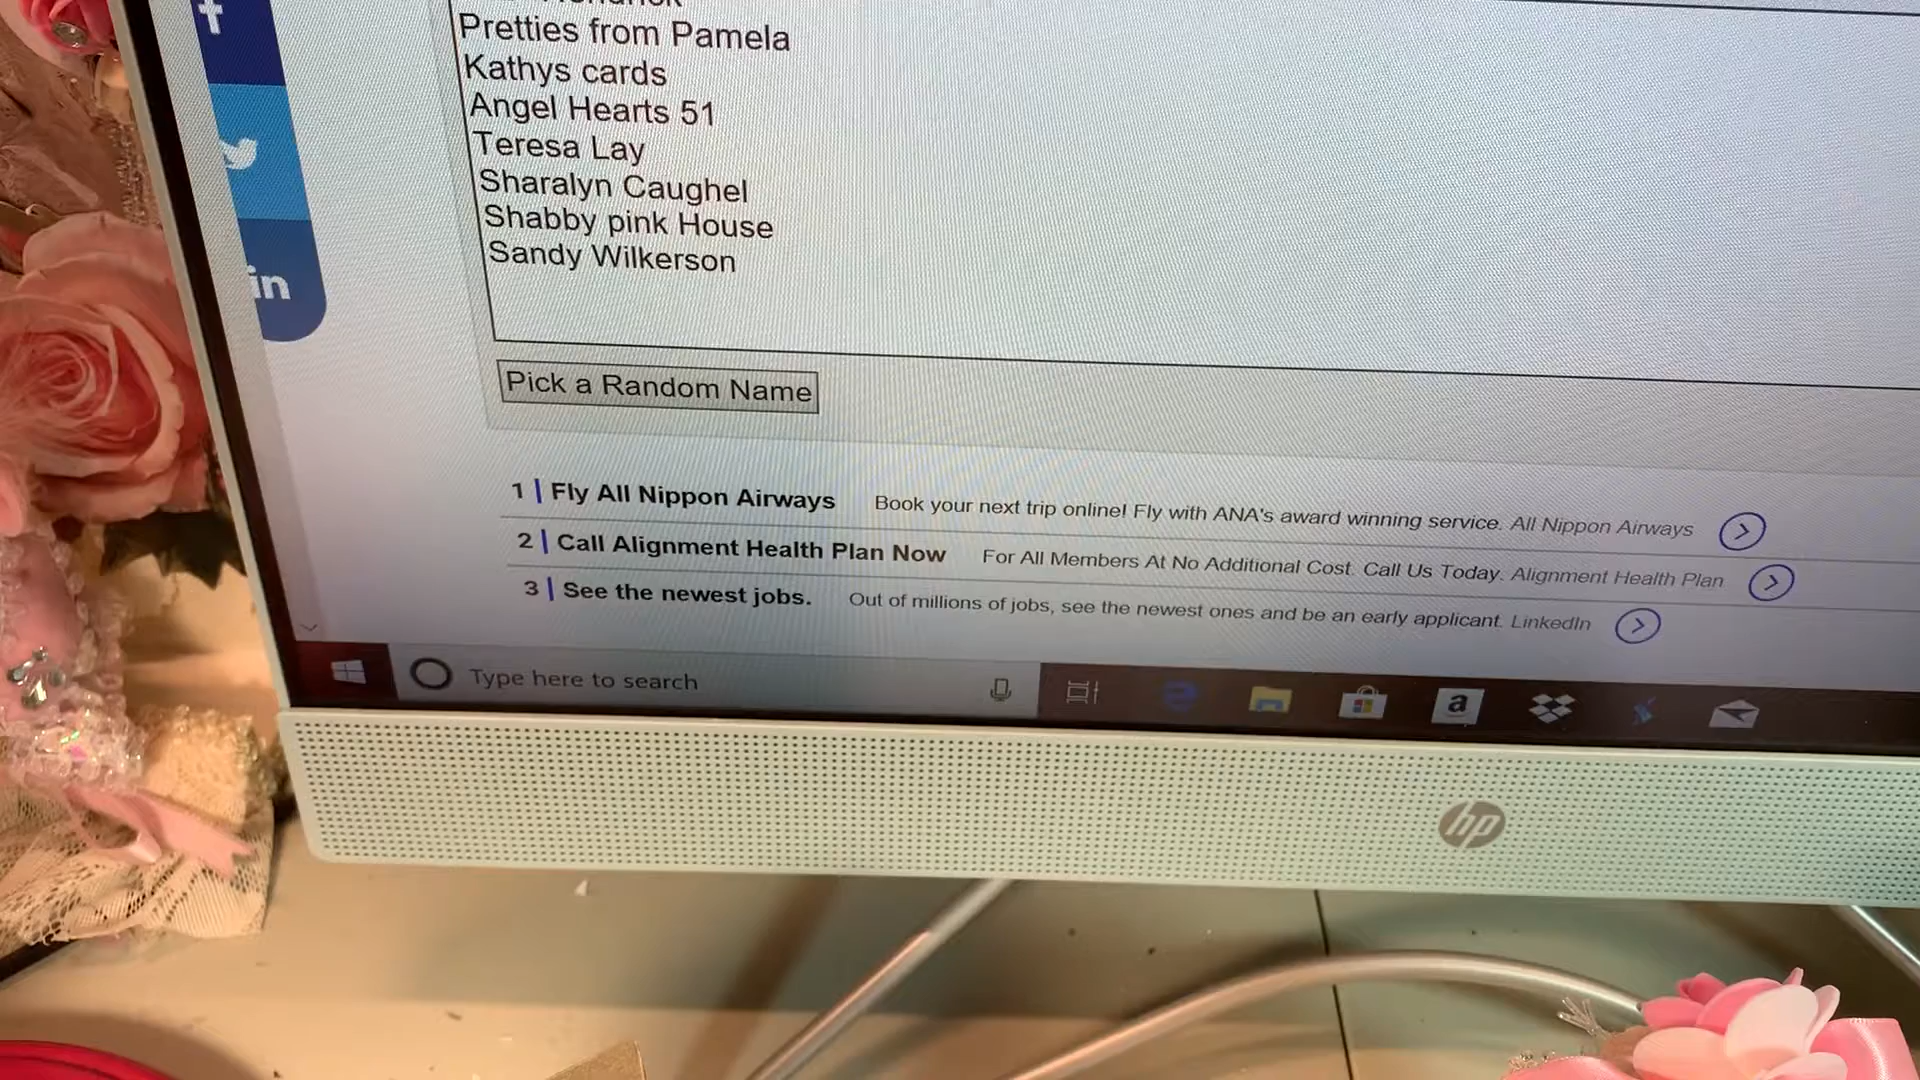 Pretties from Pamela
Kathys cards
Angel Hearts 51
Teresa Lay
Sharalyn Caughel
Shabby pink House
Sandy Wilkerson
Pick a Random Name
1 | Fly All Nippon Airways Book your next trip online! Fly with ANA's award winning service. All Nippon Airways
2 | Call Alignment Health Plan Now For All Members At No Additional Cost. Call Us Today. Alignment Health Plan
3 | See the newest jobs. Out of millions of jobs, see the newest ones and be an early applicant. LinkedIn
Type here to search
in
a
hp